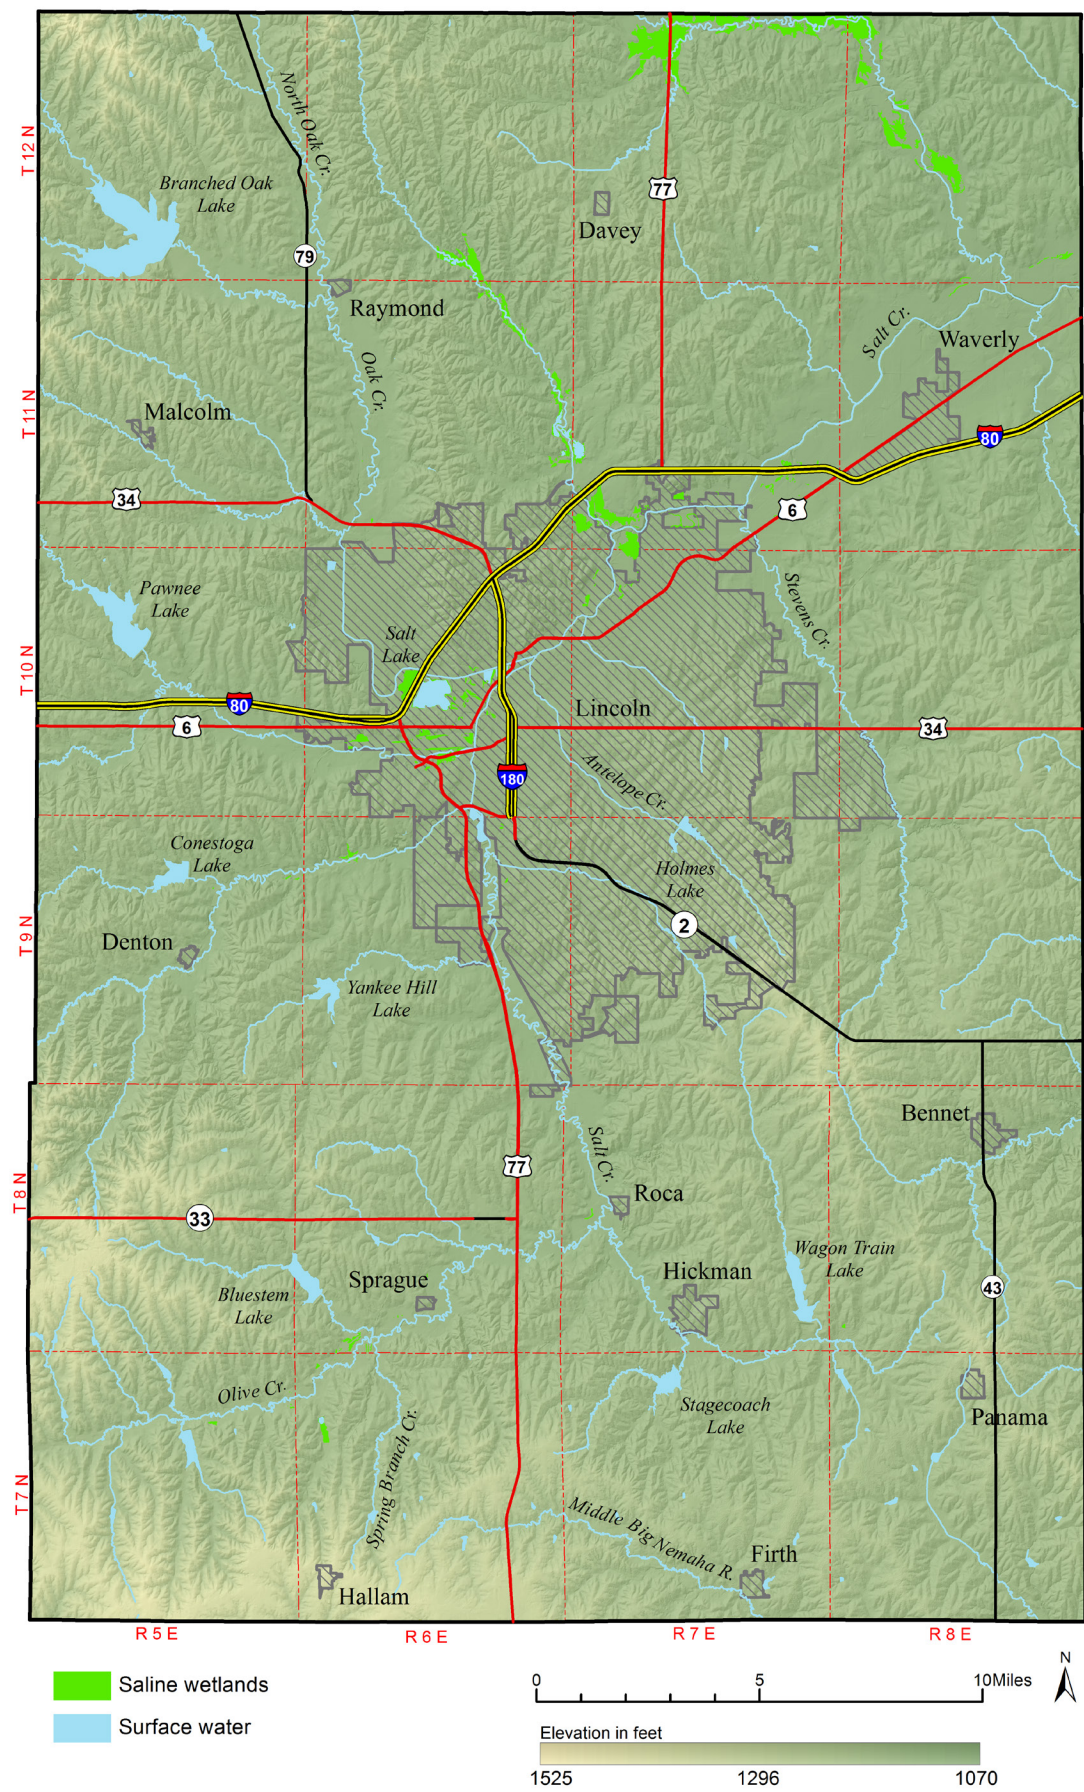 North Oak Cr.
T 12 N
Branched Oak
Lake
77
Davey
79
Raymond
Salt Cr.
Waverly
Oak Cr.
T 11 N
Malcolm
80
34
6
Pawnee
Lake
Stevens Cr.
Salt
Lake
T 10 N
80
Lincoln
6
34
Antelope Cr.
180
Conestoga
Lake
Holmes
Lake
2
T 9 N
Denton
Yankee Hill
Lake
Bennet
Salt Cr.
77
T 8 N
Roca
33
Wagon Train
Lake
Hickman
Sprague
43
Bluestem
Lake
Olive Cr.
Stagecoach
Lake
Panama
Spring Branch Cr.
T 7 N
Middle Big Nemaha R.
Firth
Hallam
R 5 E
R 6 E
R 7 E
R 8 E
Saline wetlands
Surface water
0 5 10Miles
N
Elevation in feet
1525 1296 1070